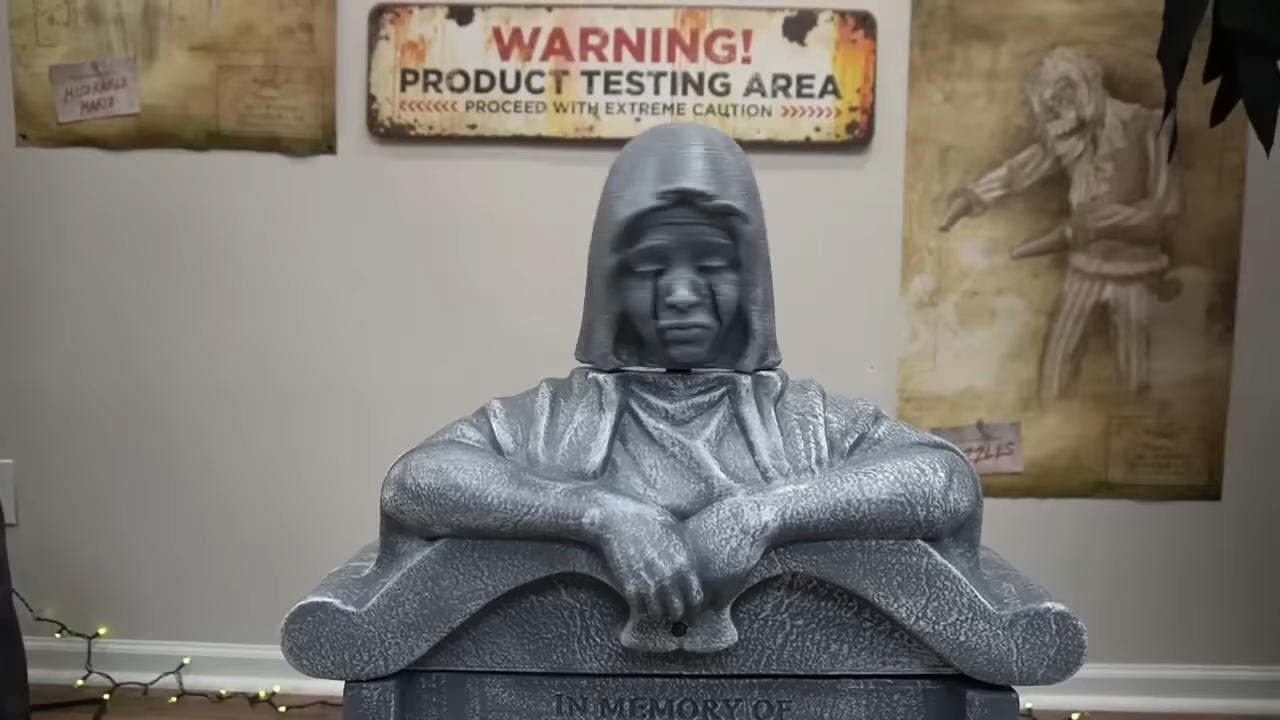 WARNING!
PRODUCT TESTING AREA
<<<<<<< PROCEED WITH EXTREME CAUTION >>>>>>>
IN MEMORY OF